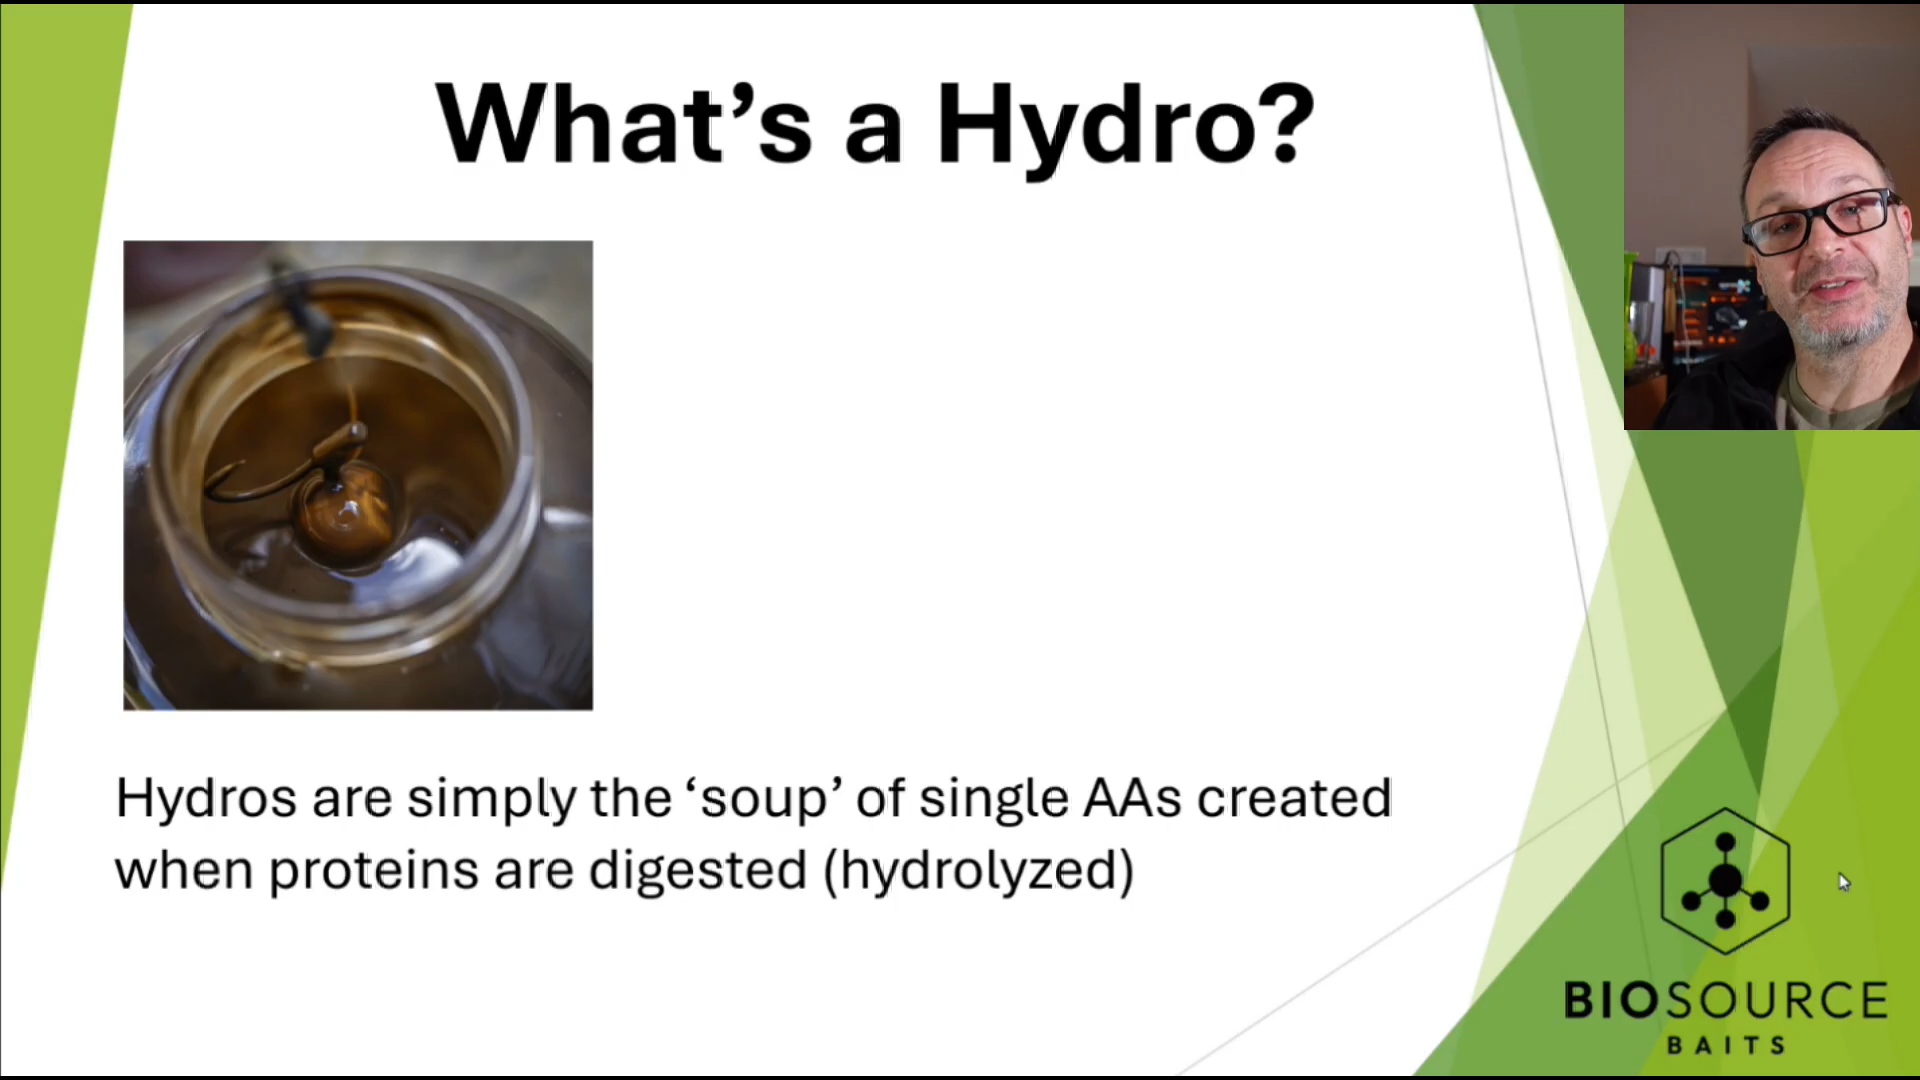 What’s a Hydro?
Hydros are simply the ‘soup’ of single AAs created
when proteins are digested (hydrolyzed)
BIOSOURCE
BAITS